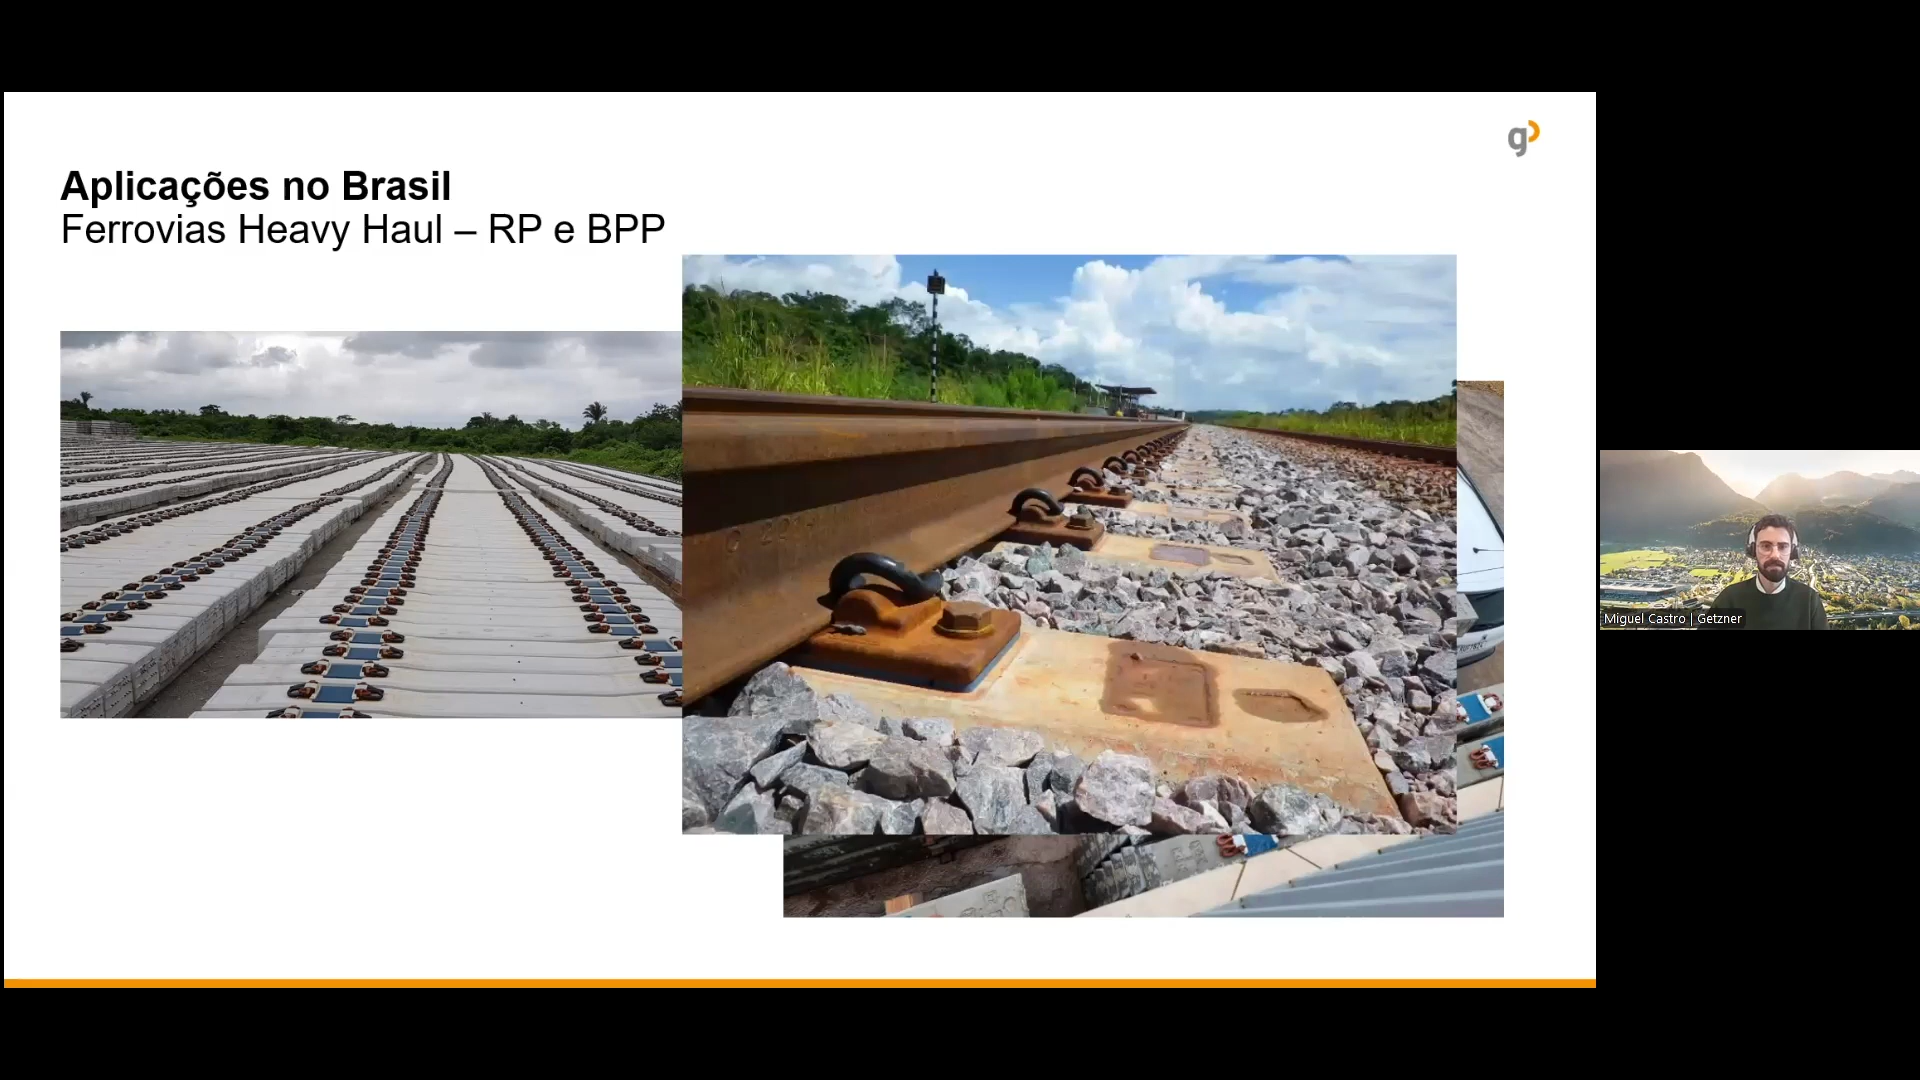 Aplicações no Brasil
Ferrovias Heavy Haul – RP e BPP
Miguel Castro | Getzner